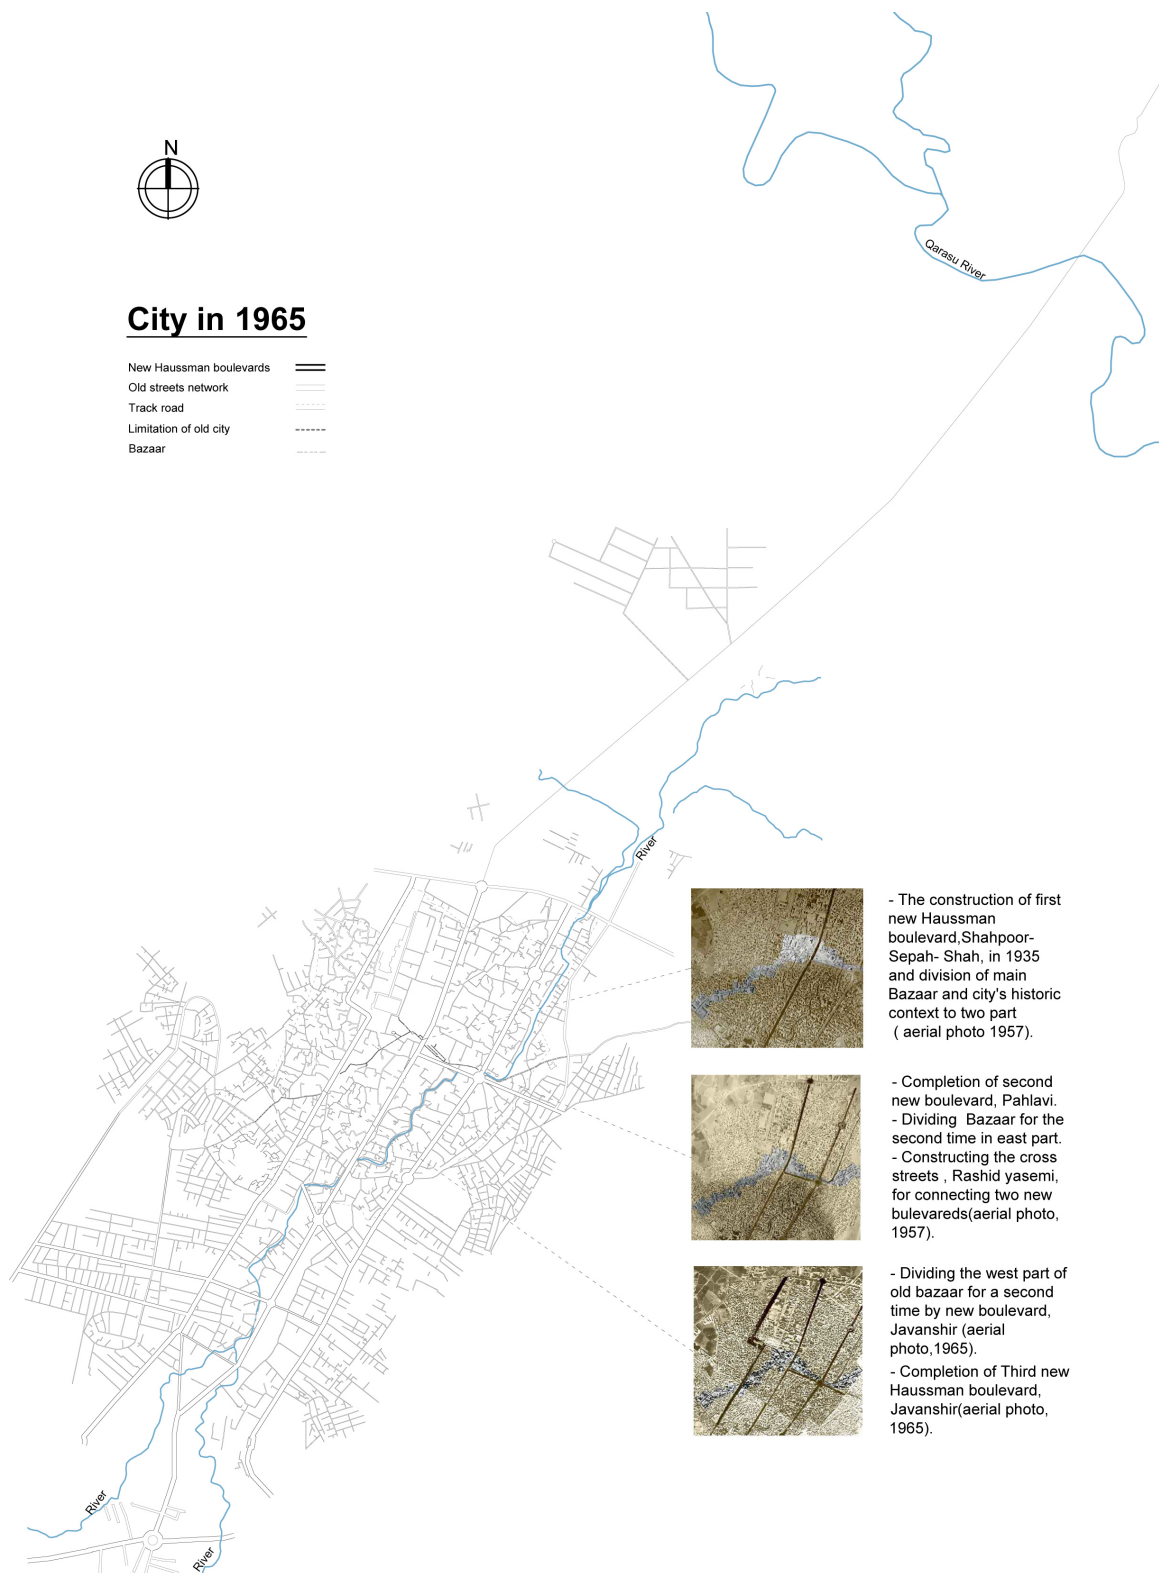 N
Qarasu River
City in 1965
New Haussman boulevards
Old streets network
Track road
Limitation of old city
Bazaar
River
- The construction of first
new Haussman
boulevard,Shahpoor-
Sepah- Shah, in 1935
and division of main
Bazaar and city's historic
context to two part
( aerial photo 1957).
- Completion of second
new boulevard, Pahlavi.
- Dividing  Bazaar for the
second time in east part.
- Constructing the cross
streets , Rashid yasemi,
for connecting two new
bulevareds(aerial photo,
1957).
- Dividing the west part of
old bazaar for a second
time by new boulevard,
Javanshir (aerial
photo,1965).
- Completion of Third new
Haussman boulevard,
Javanshir(aerial photo,
1965).
River
River